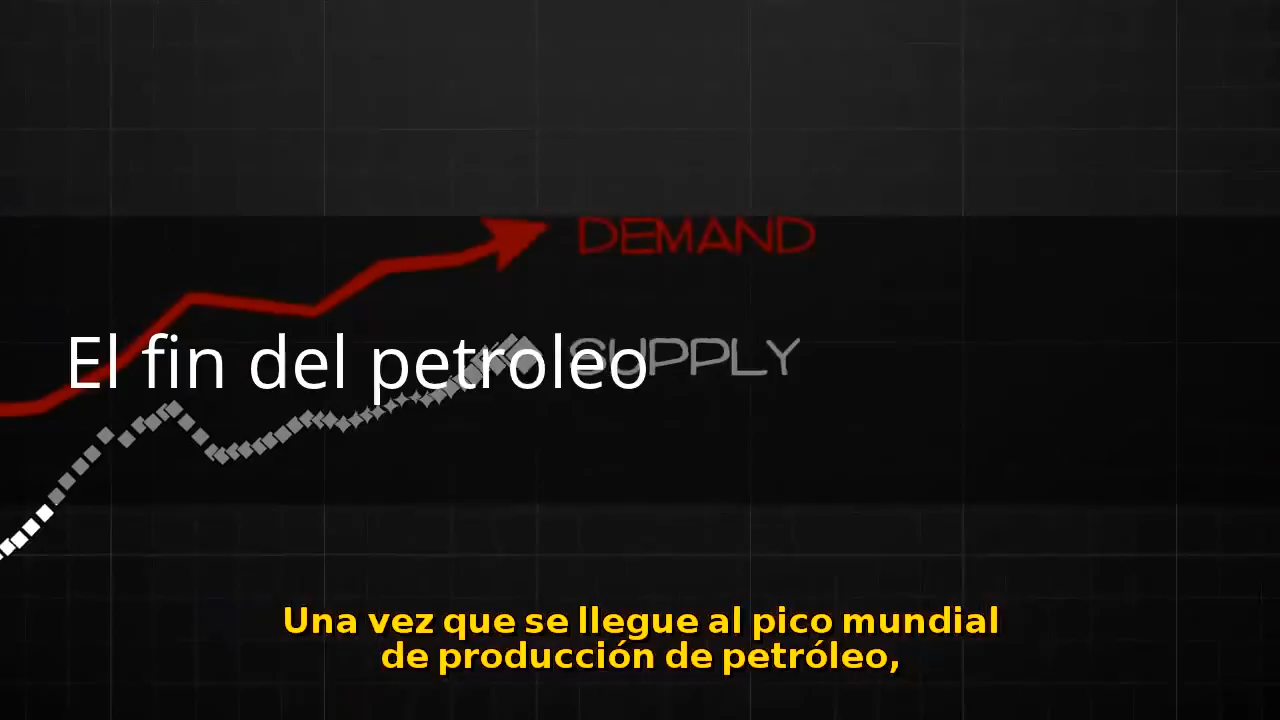 DEMAND
El fin del petroleo
SUPPLY
Una vez que se llegue al pico mundial
de producción de petróleo,